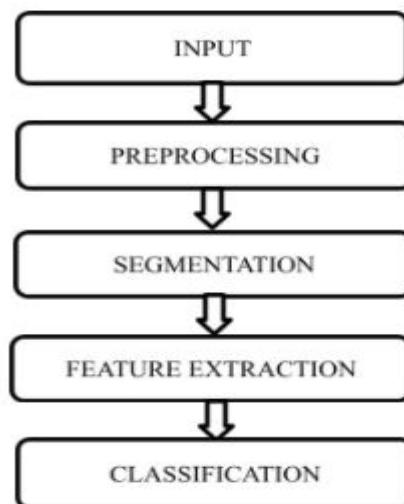 INPUT
PREPROCESSING
SEGMENTATION
FEATURE EXTRACTION
CLASSIFICATION